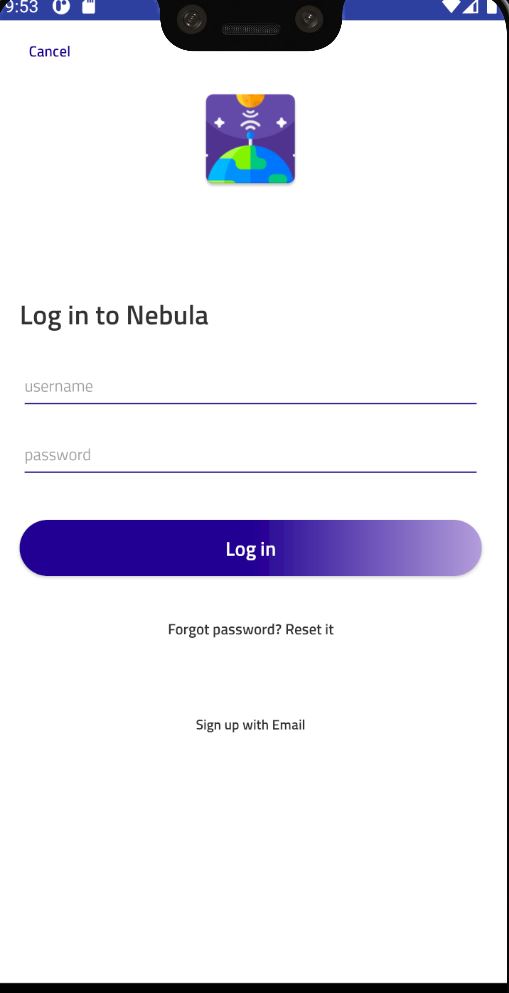 9:53
Cancel
Log in to Nebula
username
password
Log in
Forgot password? Reset it
Sign up with Email